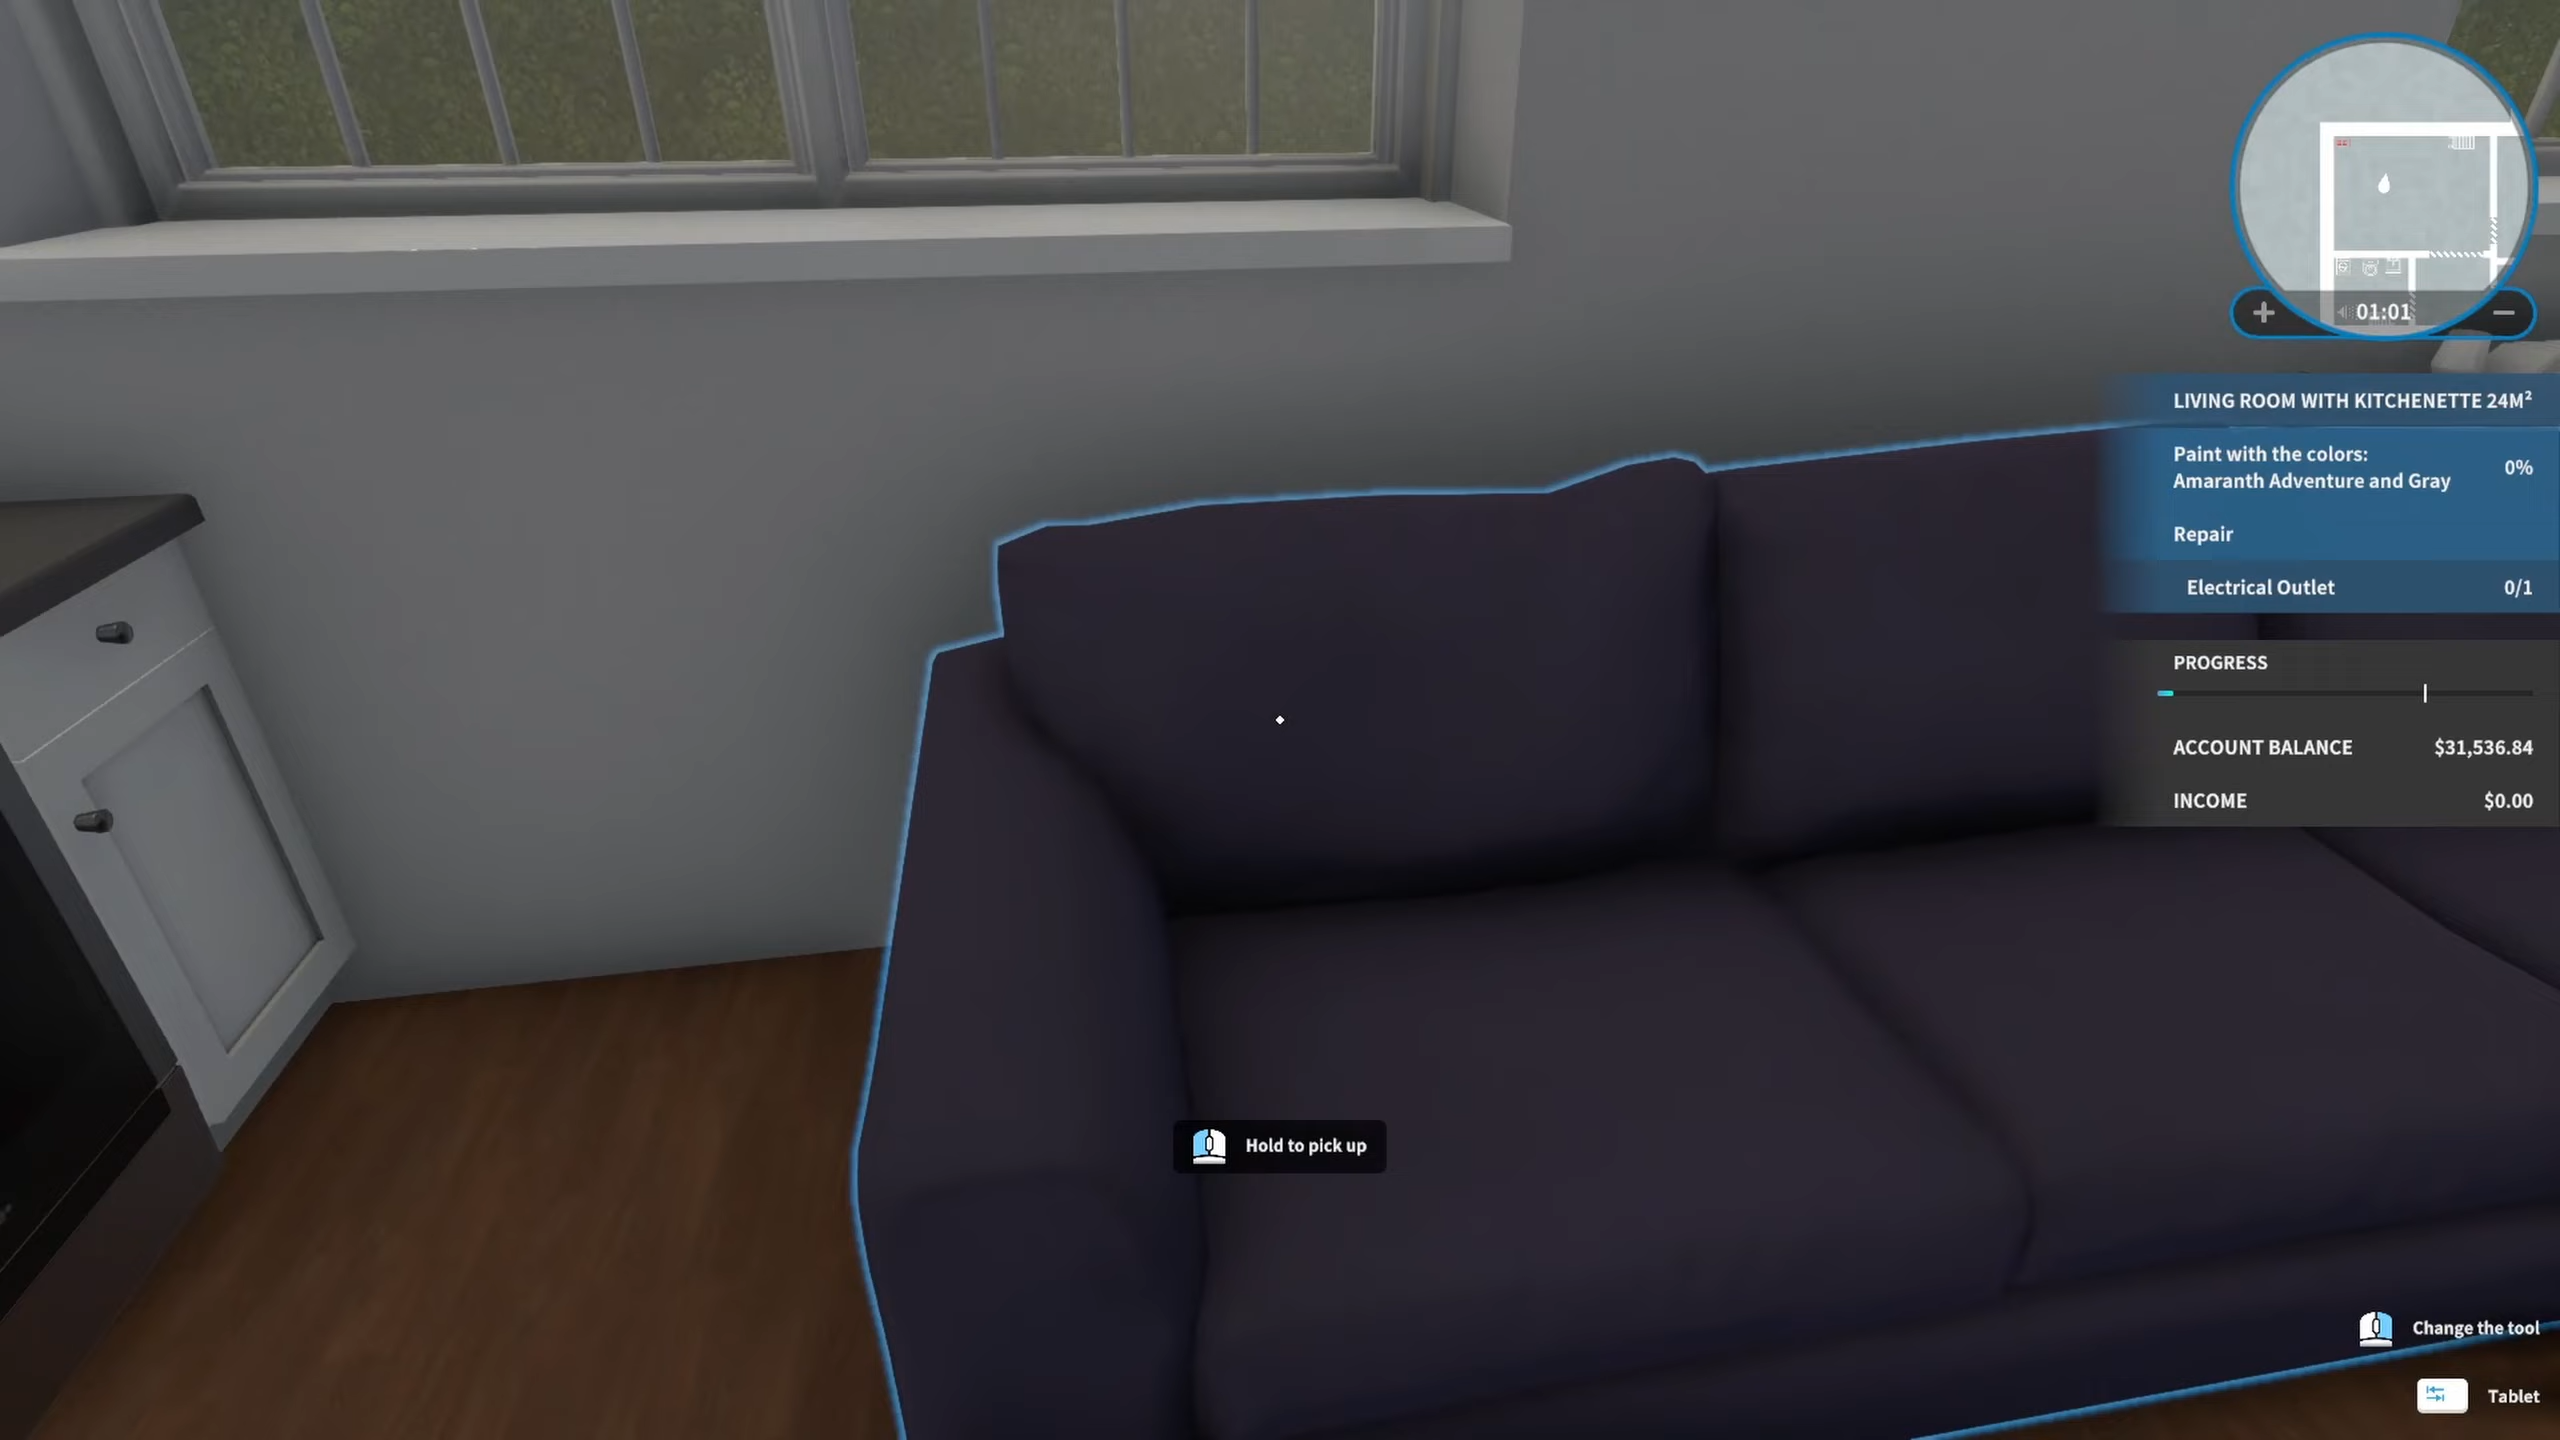 01:01
LIVING ROOM WITH KITCHENETTE 24M²
Paint with the colors:
Amaranth Adventure and Gray 0%
Repair
Electrical Outlet 0/1
PROGRESS
ACCOUNT BALANCE $31,536.84
INCOME $0.00
Hold to pick up
Change the tool
Tablet